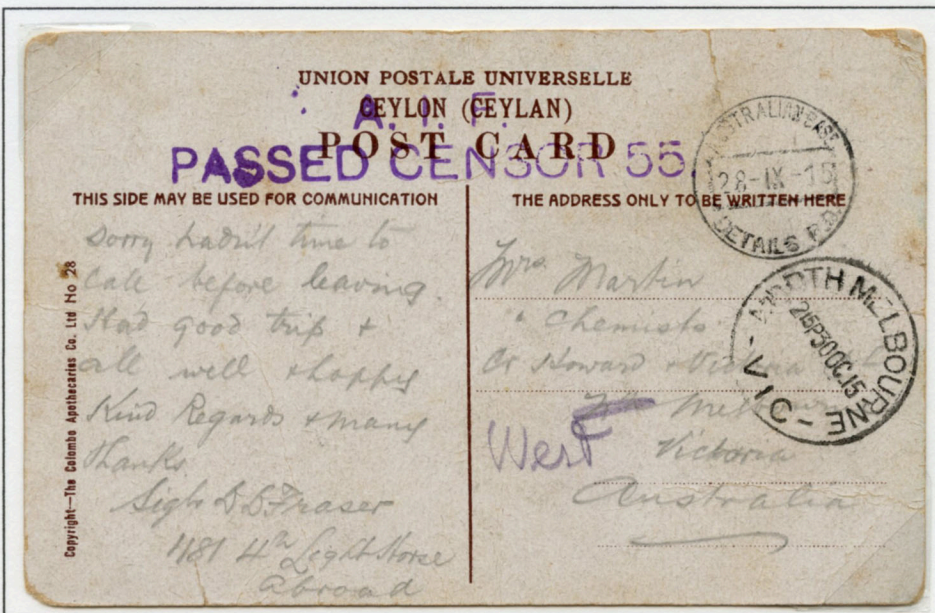 UNION POSTALE UNIVERSELLE
A. I. F.
CEYLON (CEYLAN)
POST CARD
PASSED CENSOR 55.
THIS SIDE MAY BE USED FOR COMMUNICATION
THE ADDRESS ONLY TO BE WRITTEN HERE
AUSTRALIAN BASE
28-IX-15
DETAILS P.O.
Copyright—The Colombo Apothecaries Co. Ltd No 28
Sorry hadn't time to
call before leaving.
Had good trip &
all well & happy
Kind Regards & many
thanks
Sigr D B Fraser
1181 4th Light Horse
abroad
Mrs. Martin
Chemists
Cr Howard & Victoria
Melbourne
West
Victoria
Australia
NORTH MELBOURNE
30OC15
VIC